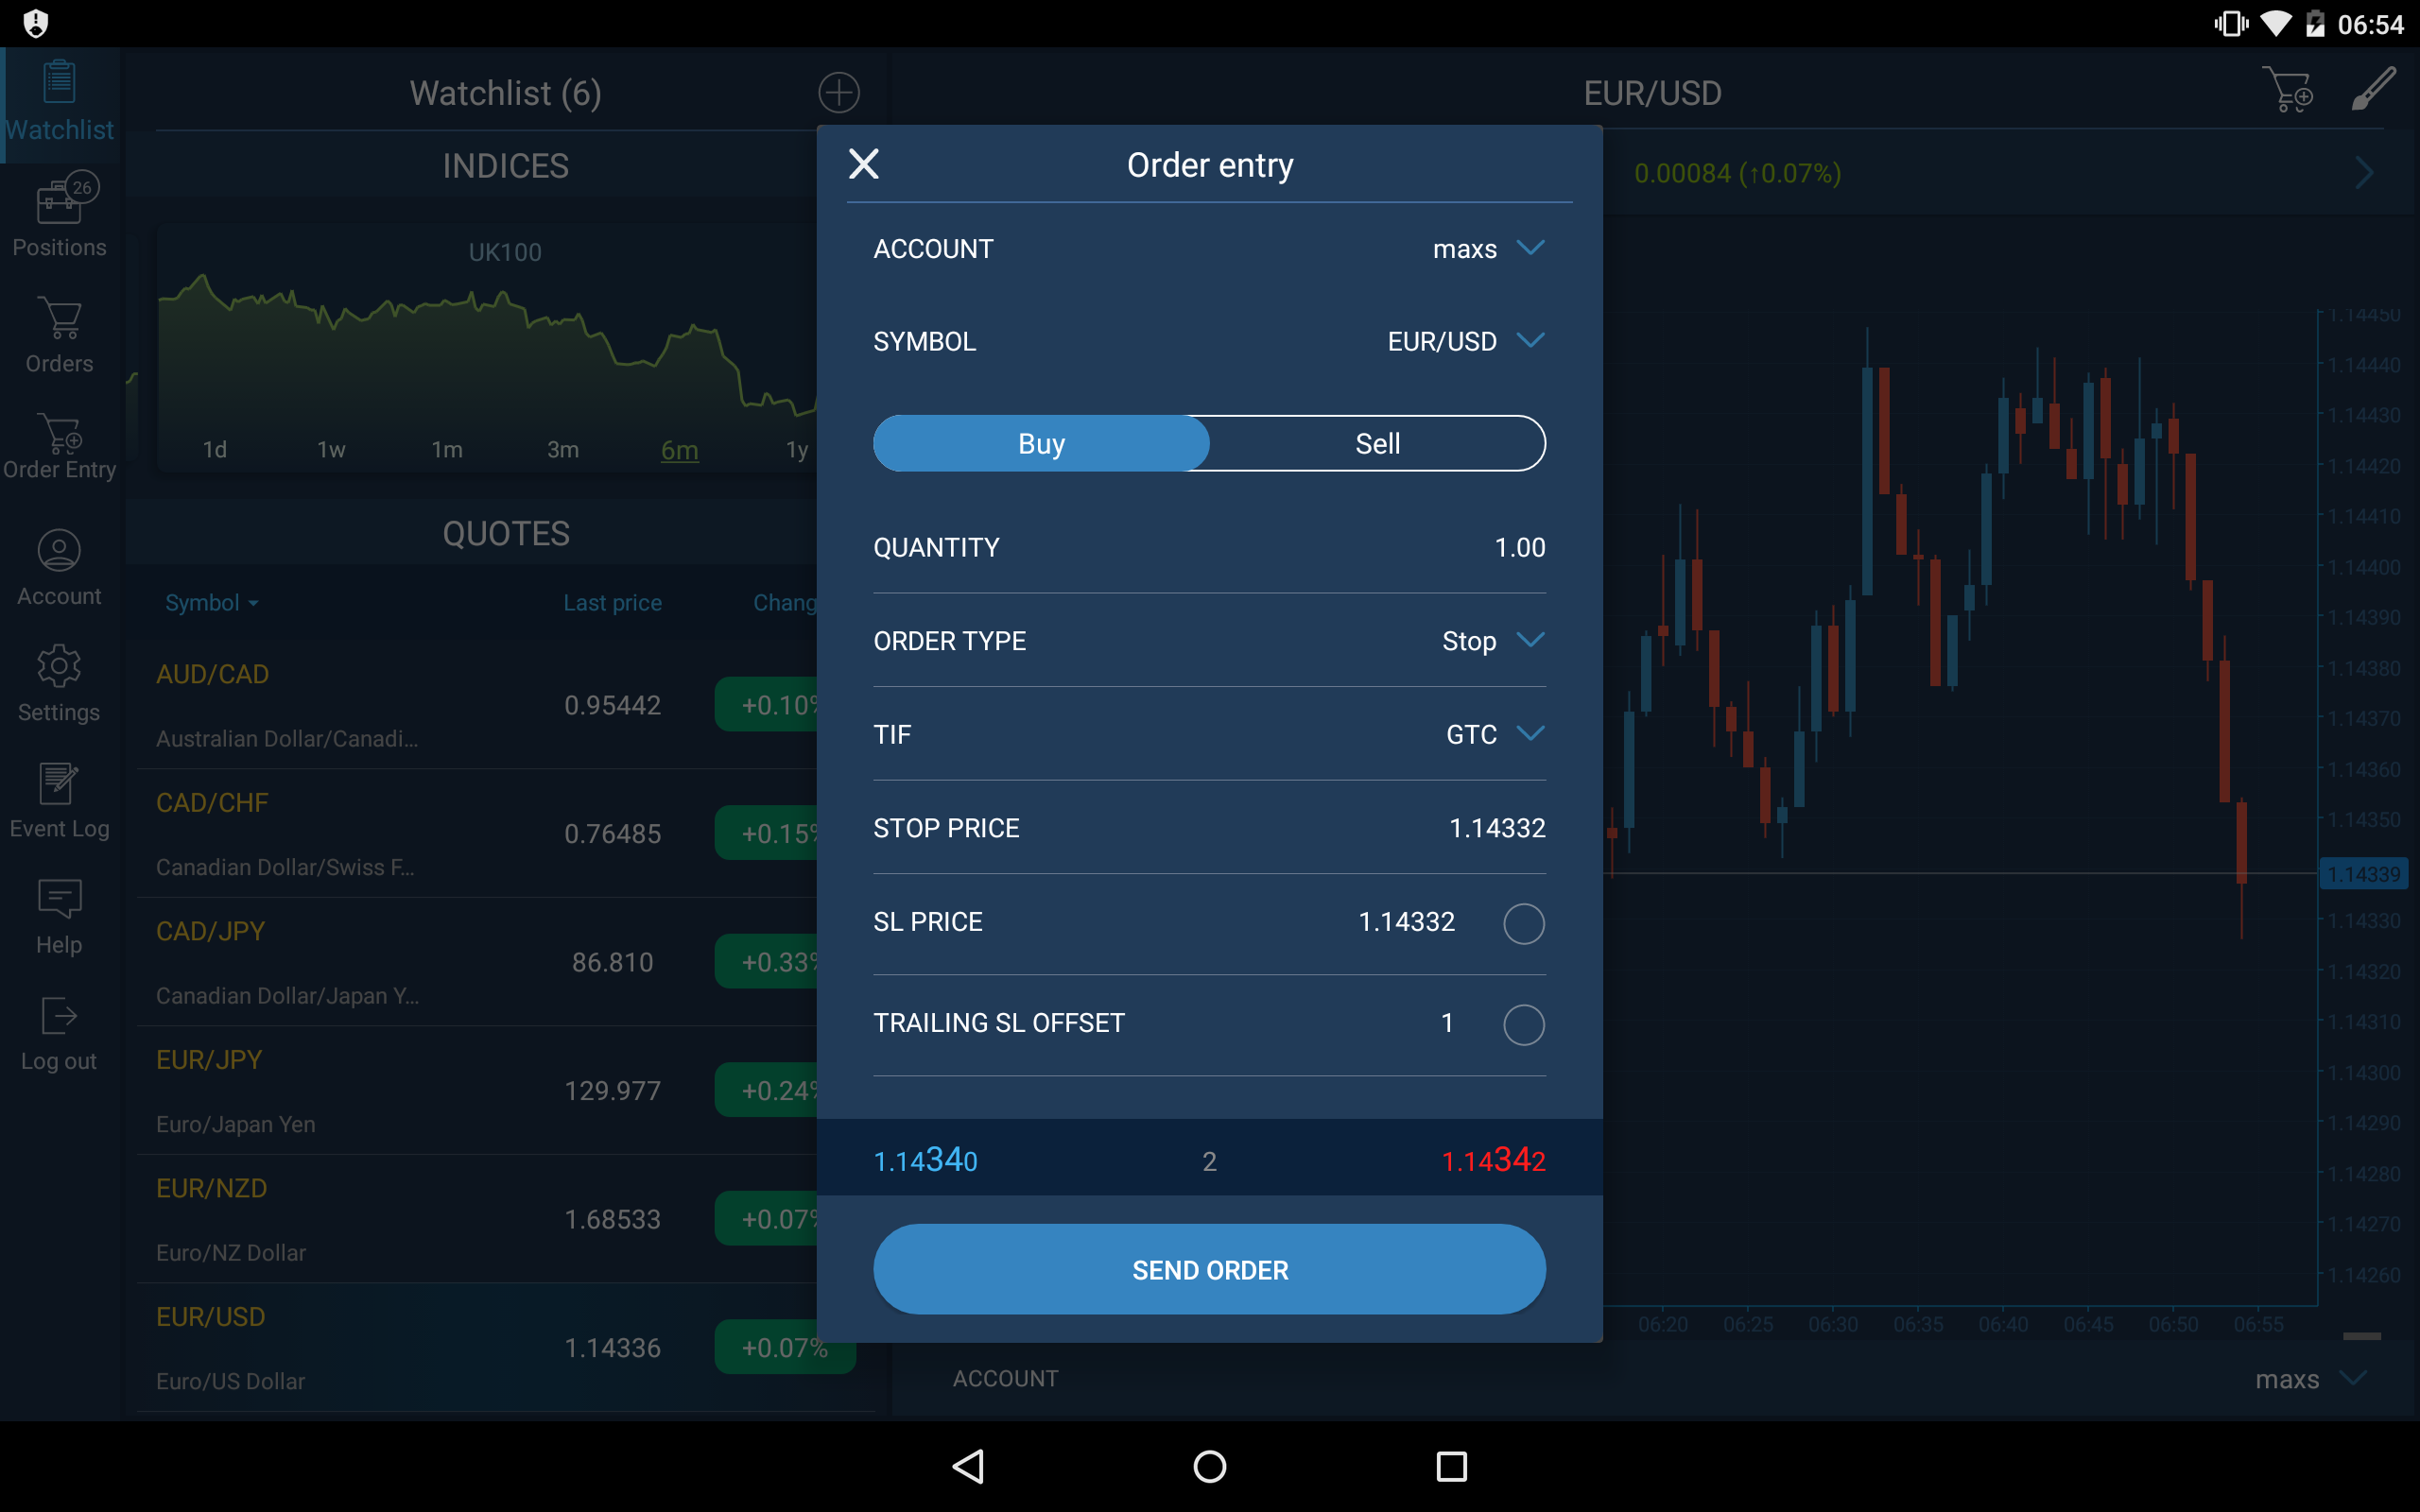 06:54
Watchlist
26
Positions
Orders
Order Entry
Account
Settings
Event Log
Help
Log out
Watchlist (6)
INDICES
UK100
1d 1w 1m 3m 6m 1y
QUOTES
Symbol Last price Chang
AUD/CAD
0.95442 +0.10%
Australian Dollar/Canadi...
CAD/CHF
0.76485 +0.15%
Canadian Dollar/Swiss F...
CAD/JPY
86.810 +0.33%
Canadian Dollar/Japan Y...
EUR/JPY
129.977 +0.24%
Euro/Japan Yen
EUR/NZD
1.68533 +0.07%
Euro/NZ Dollar
EUR/USD
1.14336 +0.07%
Euro/US Dollar
Order entry
ACCOUNT maxs
SYMBOL EUR/USD
Buy Sell
QUANTITY 1.00
ORDER TYPE Stop
TIF GTC
STOP PRICE 1.14332
SL PRICE 1.14332
TRAILING SL OFFSET 1
1.14340 2 1.14342
SEND ORDER
EUR/USD
0.00084 (↑0.07%)
1.14450
1.14440
1.14430
1.14420
1.14410
1.14400
1.14390
1.14380
1.14370
1.14360
1.14350
1.14339
1.14330
1.14320
1.14310
1.14300
1.14290
1.14280
1.14270
1.14260
06:20 06:25 06:30 06:35 06:40 06:45 06:50 06:55
ACCOUNT maxs